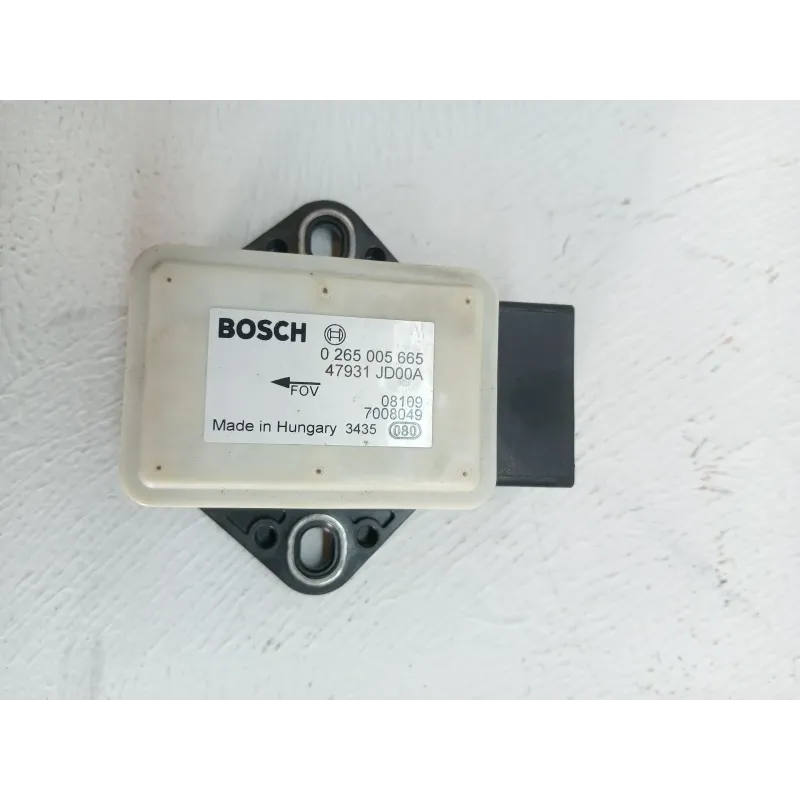 BOSCH
0 265 005 665
47931 JD00A
FOV
08109
7008049
Made in Hungary 3435 080